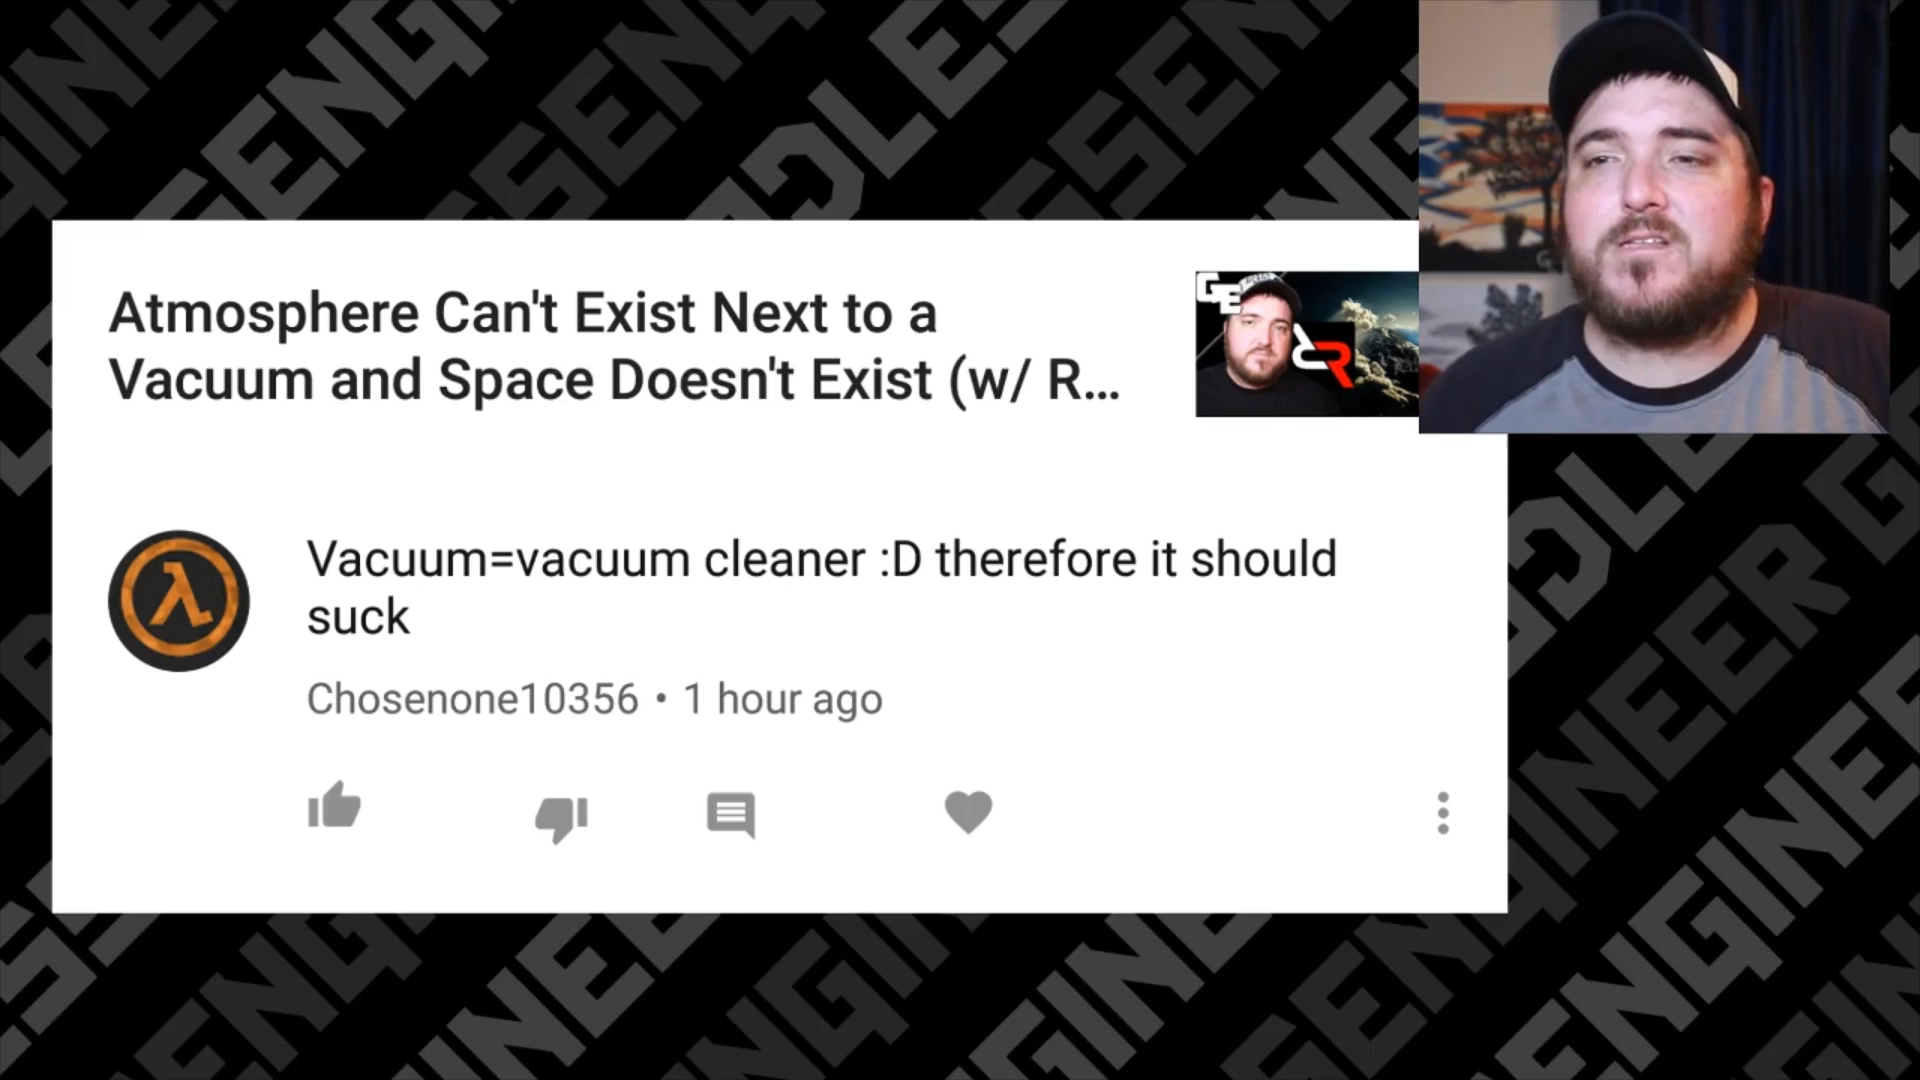 Atmosphere Can't Exist Next to a
Vacuum and Space Doesn't Exist (w/ R...
GE
Vacuum=vacuum cleaner :D therefore it should
suck
Chosenone10356 • 1 hour ago